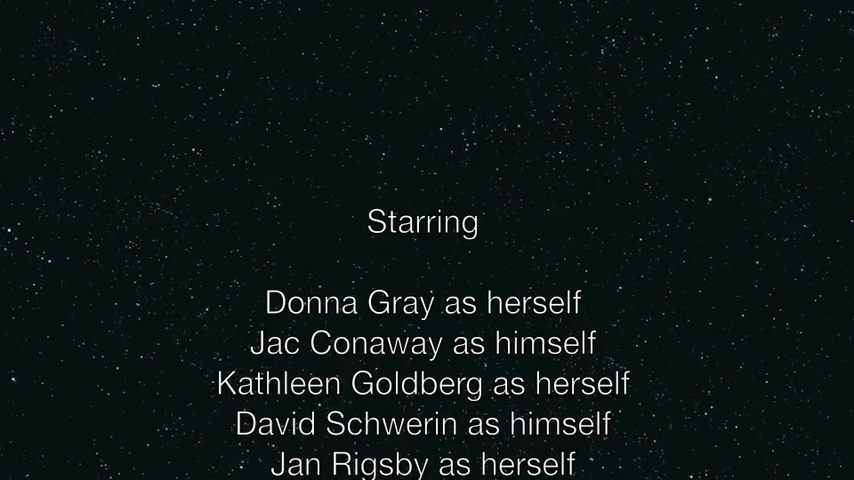 Starring
Donna Gray as herself
Jac Conaway as himself
Kathleen Goldberg as herself
David Schwerin as himself
Jan Rigsby as herself